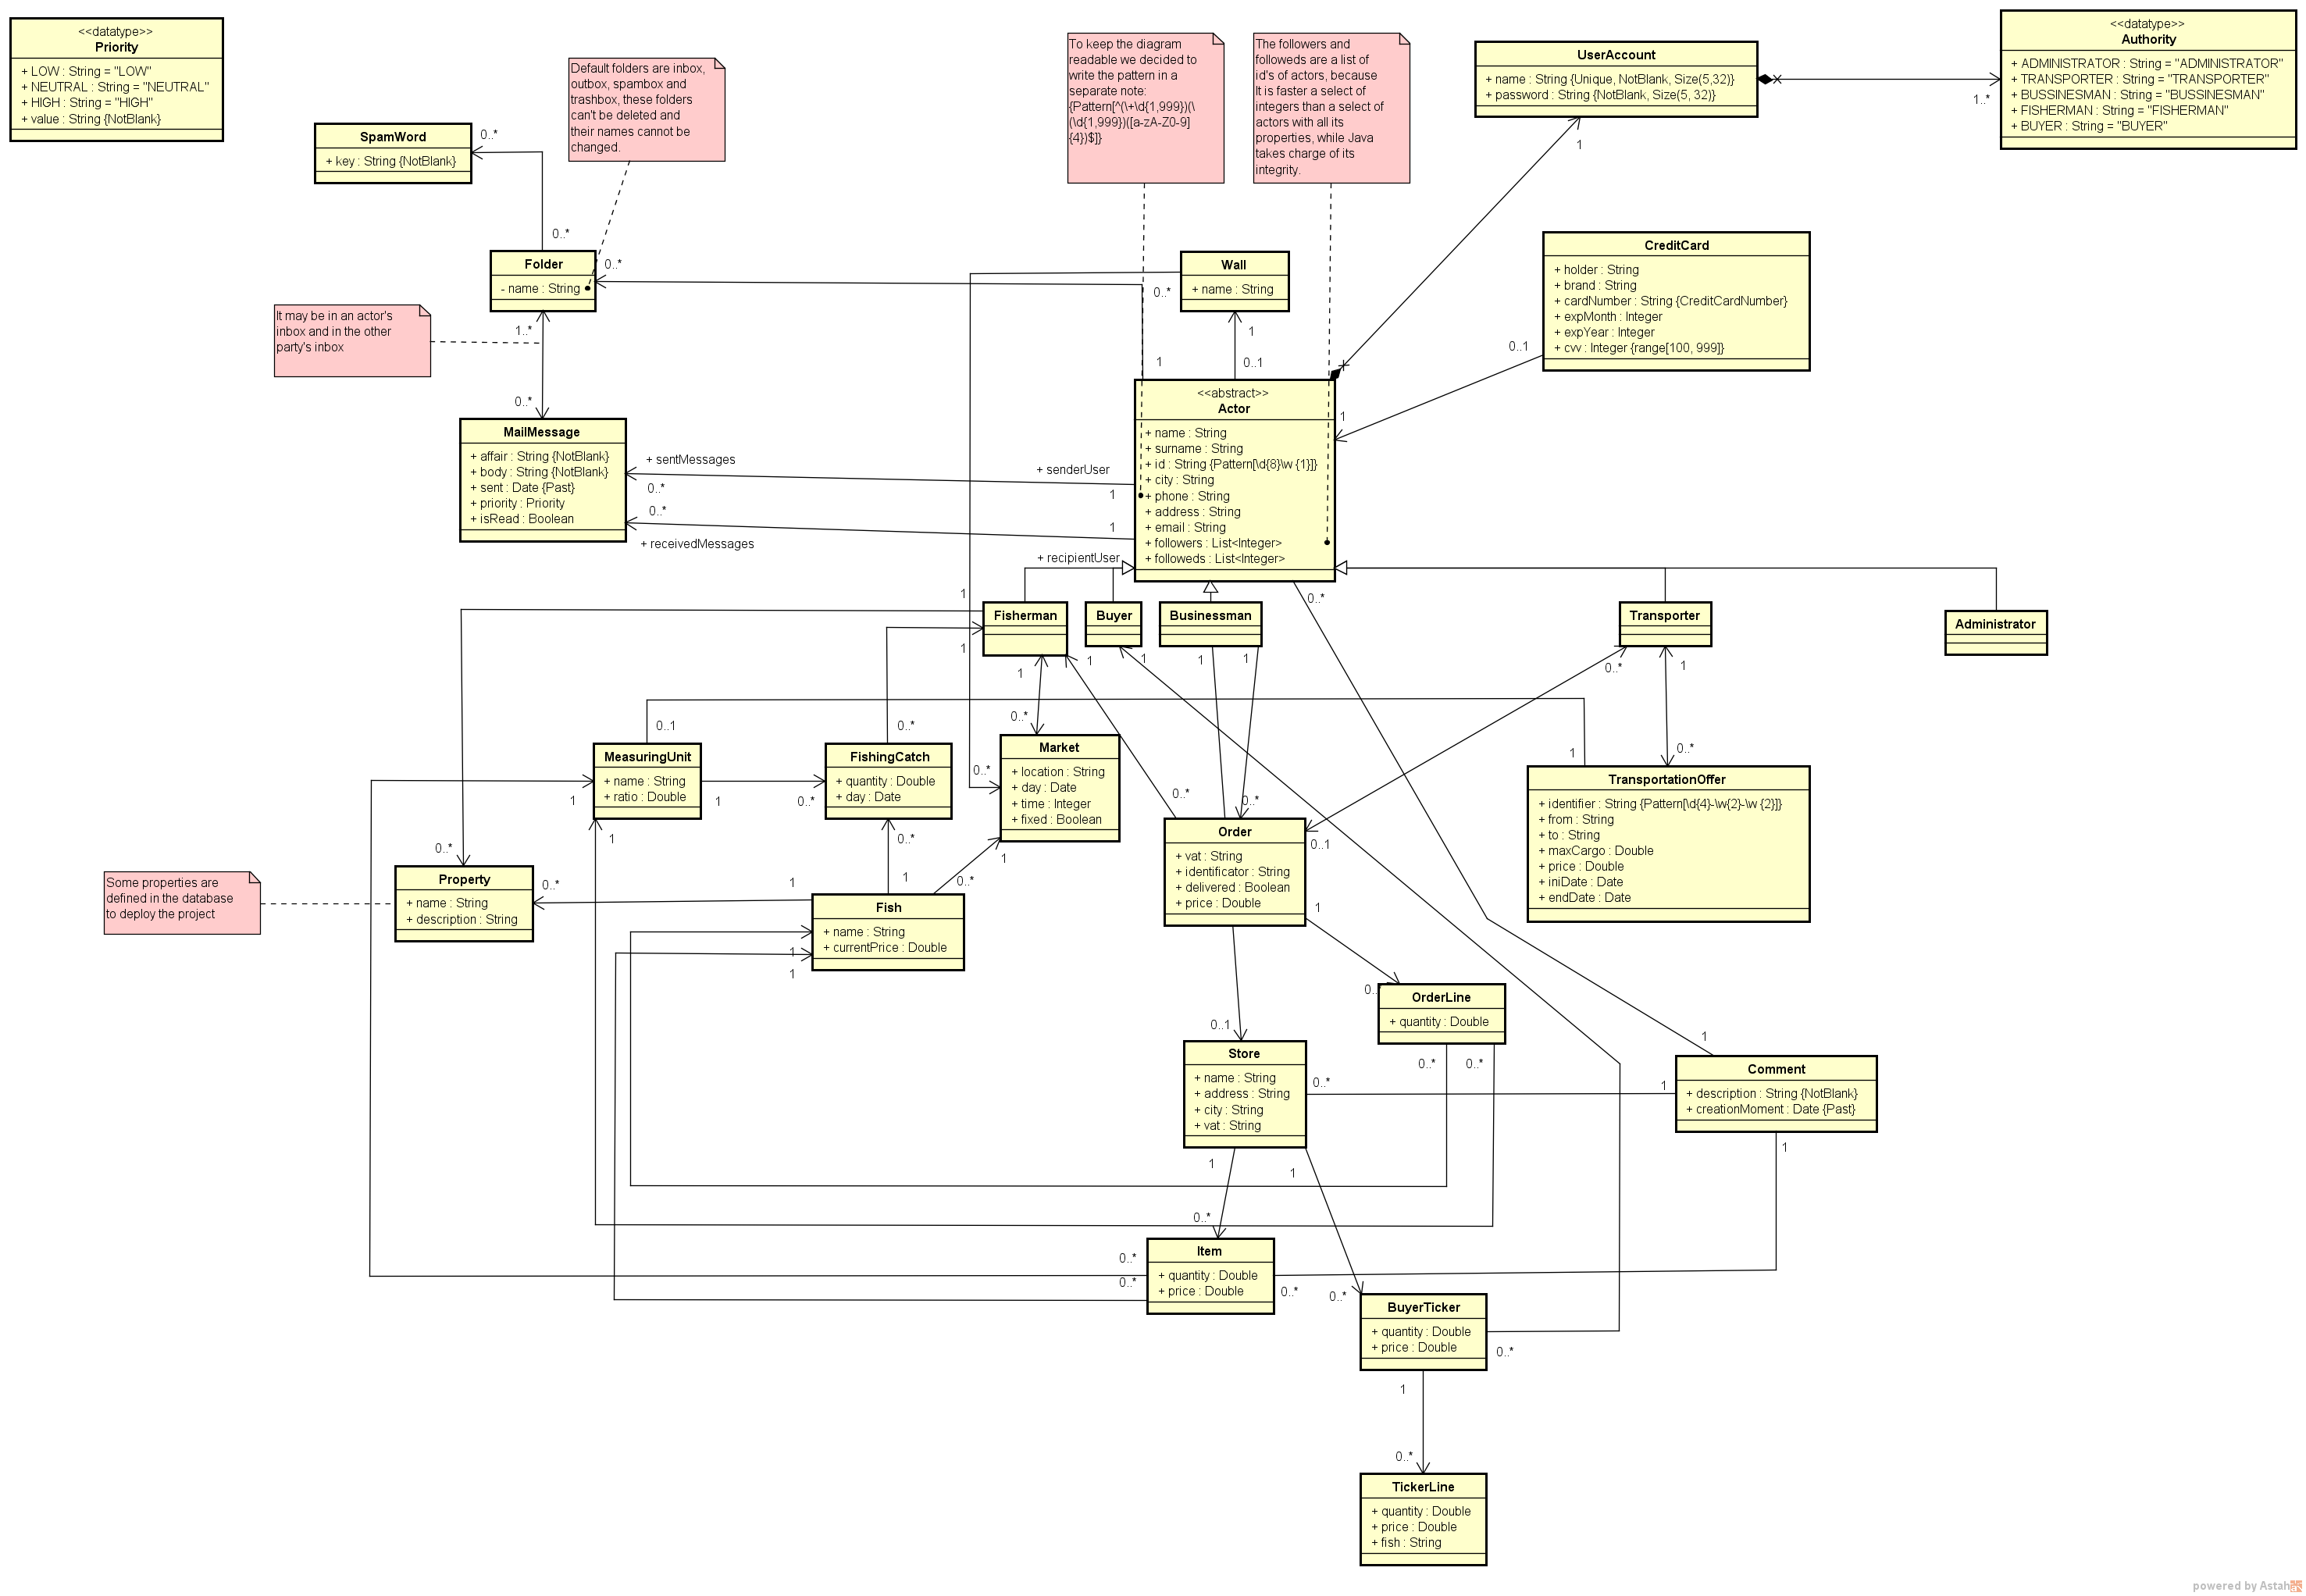 <<datatype>>
Priority
+ LOW : String = "LOW"
+ NEUTRAL : String = "NEUTRAL"
+ HIGH : String = "HIGH"
+ value : String {NotBlank}
Default folders are inbox,
outbox, spambox and
trashbox, these folders
can't be deleted and
their names cannot be
changed.
To keep the diagram
readable we decided to
write the pattern in a
separate note:
{Pattern[^(\+\d{1,999})(\
(\d{1,999})([a-zA-Z0-9]
{4})$]}
The followers and
followeds are a list of
id's of actors, because
It is faster a select of
integers than a select of
actors with all its
properties, while Java
takes charge of its
integrity.
UserAccount
+ name : String {Unique, NotBlank, Size(5,32)}
+ password : String {NotBlank, Size(5, 32)}
1..*
1
<<datatype>>
Authority
+ ADMINISTRATOR : String = "ADMINISTRATOR"
+ TRANSPORTER : String = "TRANSPORTER"
+ BUSSINESMAN : String = "BUSSINESMAN"
+ FISHERMAN : String = "FISHERMAN"
+ BUYER : String = "BUYER"
SpamWord
+ key : String {NotBlank}
0..*
0..*
Folder
- name : String
0..*
0..*
1..*
It may be in an actor's
inbox and in the other
party's inbox
Wall
+ name : String
1
0..1
1
CreditCard
+ holder : String
+ brand : String
+ cardNumber : String {CreditCardNumber}
+ expMonth : Integer
+ expYear : Integer
+ cvv : Integer {range[100, 999]}
0..1
1
0..*
MailMessage
+ affair : String {NotBlank}
+ body : String {NotBlank}
+ sent : Date {Past}
+ priority : Priority
+ isRead : Boolean
+ sentMessages
0..*
0..*
+ receivedMessages
+ senderUser
1
1
+ recipientUser
<<abstract>>
Actor
+ name : String
+ surname : String
+ id : String {Pattern[\d{8}\w {1}]}
+ city : String
+ phone : String
+ address : String
+ email : String
+ followers : List<Integer>
+ followeds : List<Integer>
0..*
1
Fisherman
1
1
1
Buyer
1
Businessman
1
1
Transporter
0..*
1
Administrator
0..1
MeasuringUnit
+ name : String
+ ratio : Double
1
1
1
0..*
FishingCatch
+ quantity : Double
+ day : Date
0..*
0..*
0..*
0..*
Market
+ location : String
+ day : Date
+ time : Integer
+ fixed : Boolean
1
0..*
0..*
Order
+ vat : String
+ identificator : String
+ delivered : Boolean
+ price : Double
0..1
1
1
0..*
TransportationOffer
+ identifier : String {Pattern[\d{4}-\w{2}-\w {2}]}
+ from : String
+ to : String
+ maxCargo : Double
+ price : Double
+ iniDate : Date
+ endDate : Date
Some properties are
defined in the database
to deploy the project
0..*
Property
+ name : String
+ description : String
0..*
1
1
0..*
Fish
+ name : String
+ currentPrice : Double
1
1
0..
OrderLine
+ quantity : Double
0..*
0..*
0..1
Store
+ name : String
+ address : String
+ city : String
+ vat : String
0..*
1
1
1
1
Comment
+ description : String {NotBlank}
+ creationMoment : Date {Past}
1
0..*
Item
+ quantity : Double
+ price : Double
0..*
0..*
0..*
0..*
BuyerTicker
+ quantity : Double
+ price : Double
0..*
1
0..*
TickerLine
+ quantity : Double
+ price : Double
+ fish : String
powered by Astah